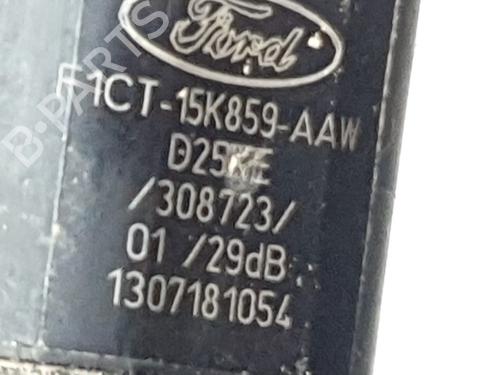 Ford
F1CT-15K859-AAW
/308723/
01 /29dB
1307181054
B-PARTS